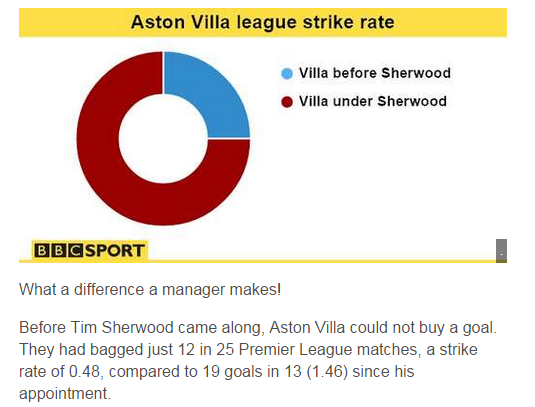 Aston Villa league strike rate
Villa before Sherwood
Villa under Sherwood
BBC SPORT
What a difference a manager makes!
Before Tim Sherwood came along, Aston Villa could not buy a goal.
They had bagged just 12 in 25 Premier League matches, a strike
rate of 0.48, compared to 19 goals in 13 (1.46) since his
appointment.